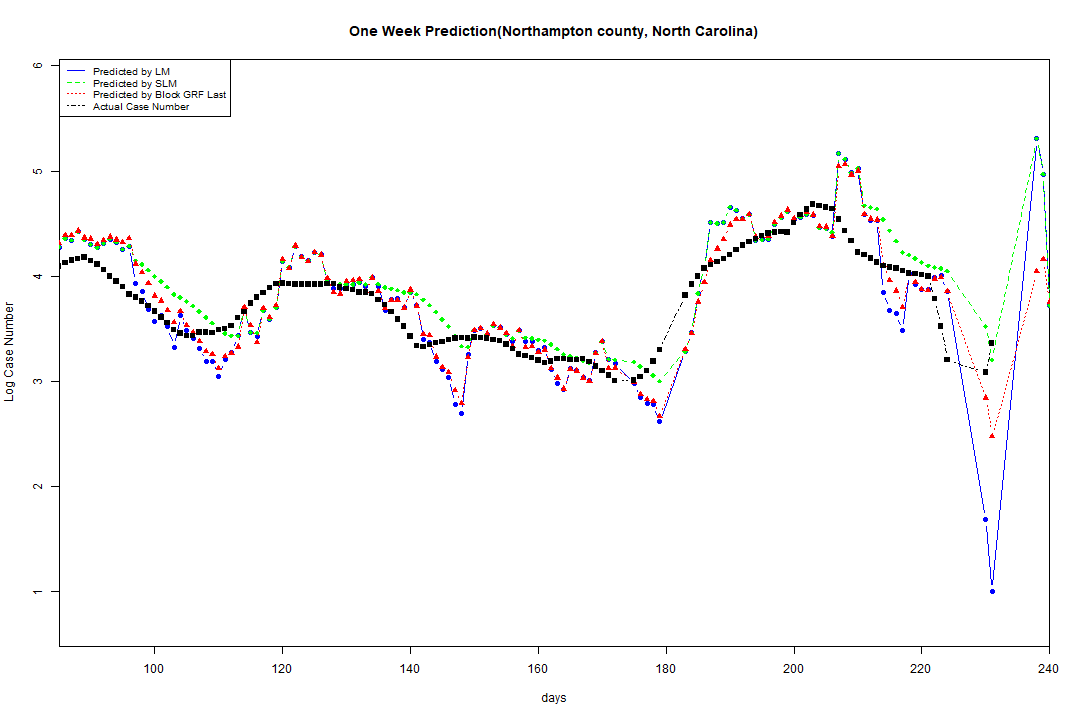 One Week Prediction(Northampton county, North Carolina)
Predicted by LM
Predicted by SLM
Predicted by Block GRF Last
Actual Case Number
Log Case Number
6
5
4
3
2
1
100 120 140 160 180 200 220 240
days